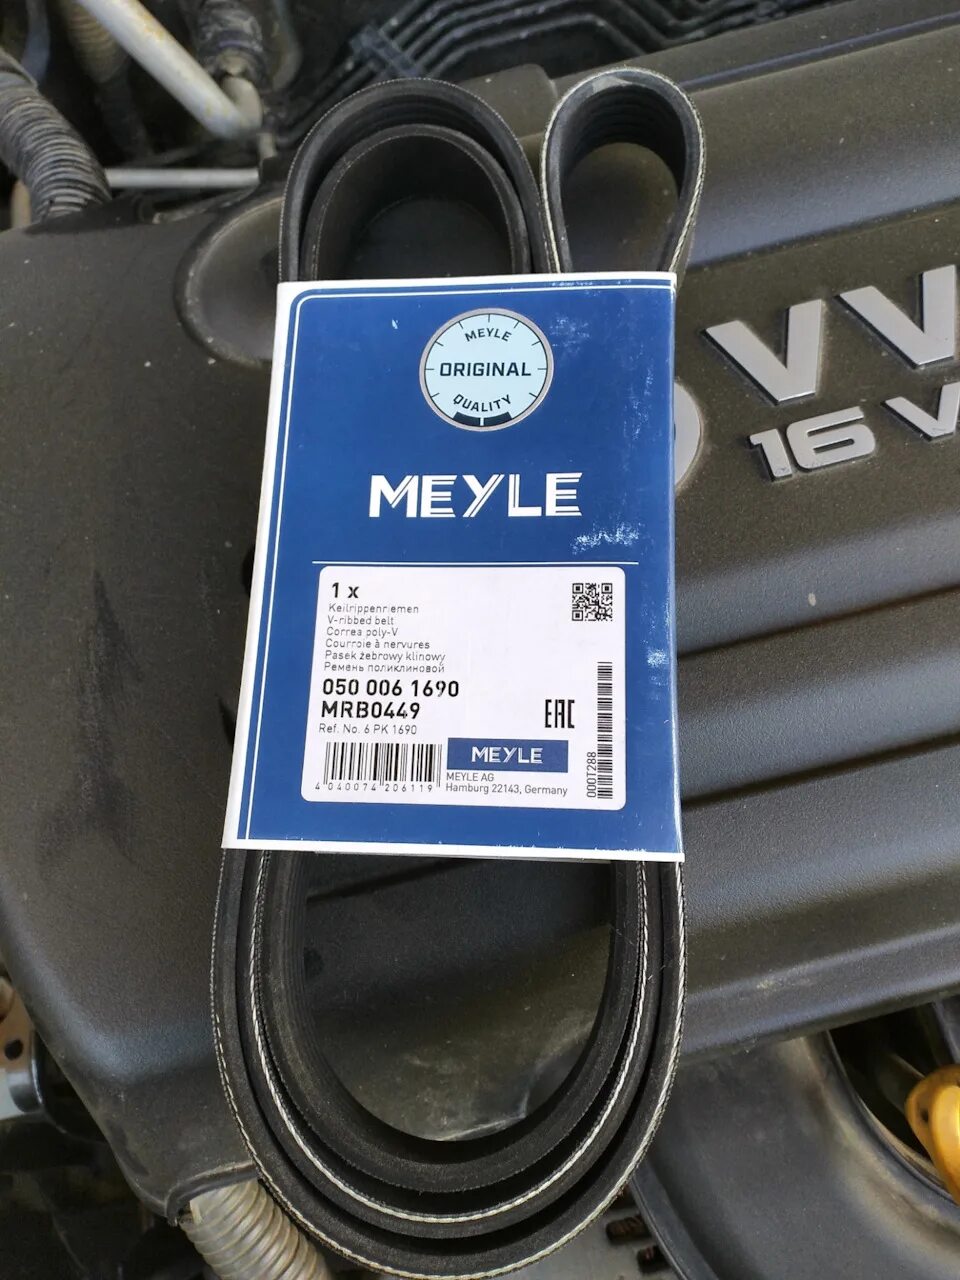 MEYLE
ORIGINAL
QUALITY
MEYLE
1 x
Keilrippenriemen
V-ribbed belt
Correa poly-V
Courroie à nervures
Pasek żebrowy klinowy
Ремень поликлиновой
050 006 1690
MRB0449
Ref. No. 6 PK 1690
EAC
MEYLE
MEYLE AG
Hamburg 22143, Germany
4 040074 206119
000T288
VV
16 V